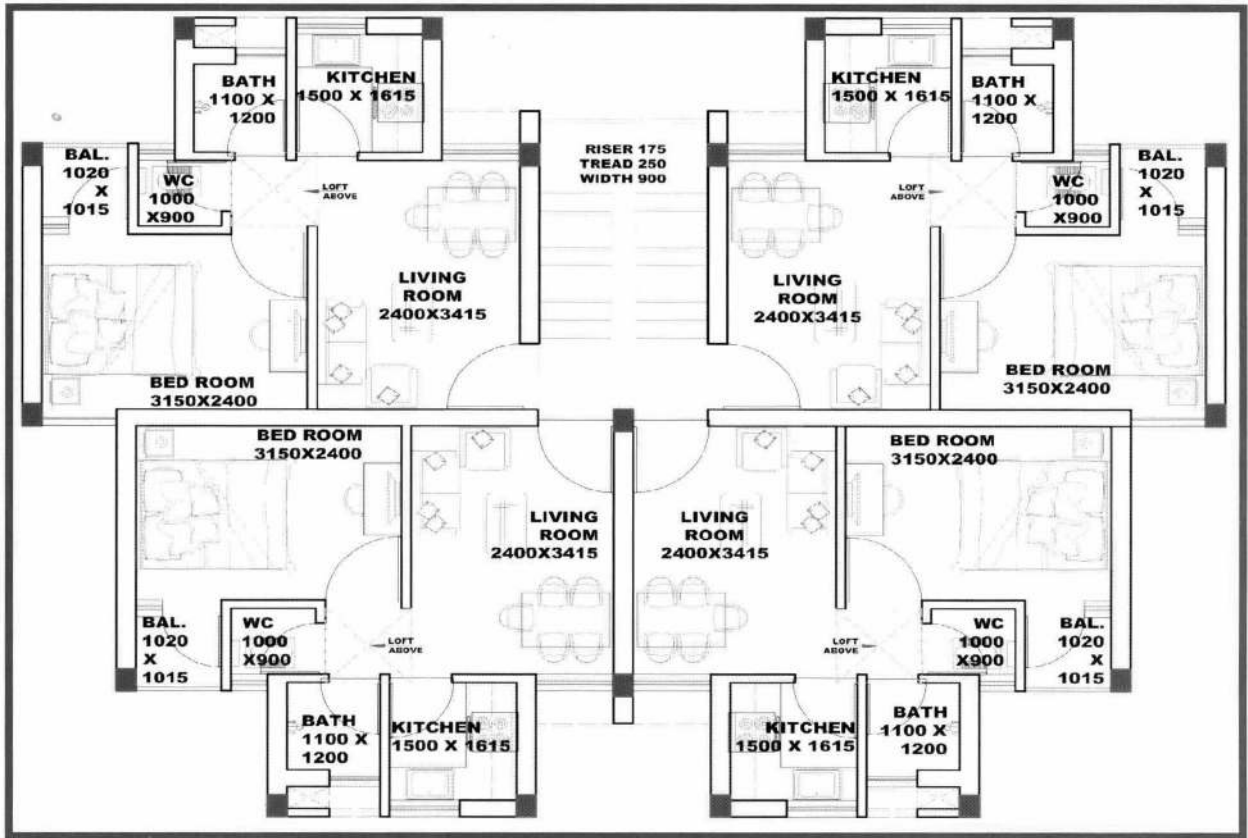 BATH
1100 X
1200
KITCHEN
1500 X 1615
RISER 175
TREAD 250
WIDTH 900
KITCHEN
1500 X 1615
BATH
1100 X
1200
BAL.
1020
X
1015
WC
1000
X900
LOFT
ABOVE
LOFT
ABOVE
WC
1000
X900
BAL.
1020
X
1015
LIVING
ROOM
2400X3415
LIVING
ROOM
2400X3415
BED ROOM
3150X2400
BED ROOM
3150X2400
BED ROOM
3150X2400
BED ROOM
3150X2400
LIVING
ROOM
2400X3415
LIVING
ROOM
2400X3415
BAL.
1020
X
1015
WC
1000
X900
LOFT
ABOVE
LOFT
ABOVE
WC
1000
X900
BAL.
1020
X
1015
BATH
1100 X
1200
KITCHEN
1500 X 1615
KITCHEN
1500 X 1615
BATH
1100 X
1200